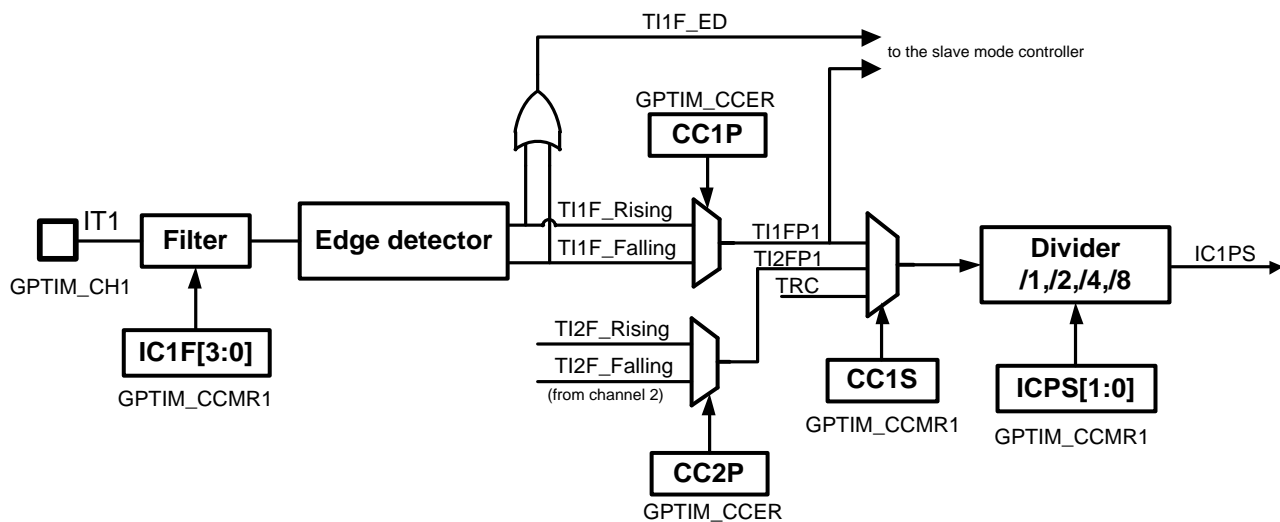 TI1F_ED
to the slave mode controller
GPTIM_CCER
CC1P
IT1
Filter
Edge detector
TI1F_Rising
TI1F_Falling
TI1FP1
TI2FP1
TRC
Divider
/1,/2,/4,/8
IC1PS
GPTIM_CH1
IC1F[3:0]
GPTIM_CCMR1
TI2F_Rising
TI2F_Falling
(from channel 2)
CC1S
GPTIM_CCMR1
ICPS[1:0]
GPTIM_CCMR1
CC2P
GPTIM_CCER